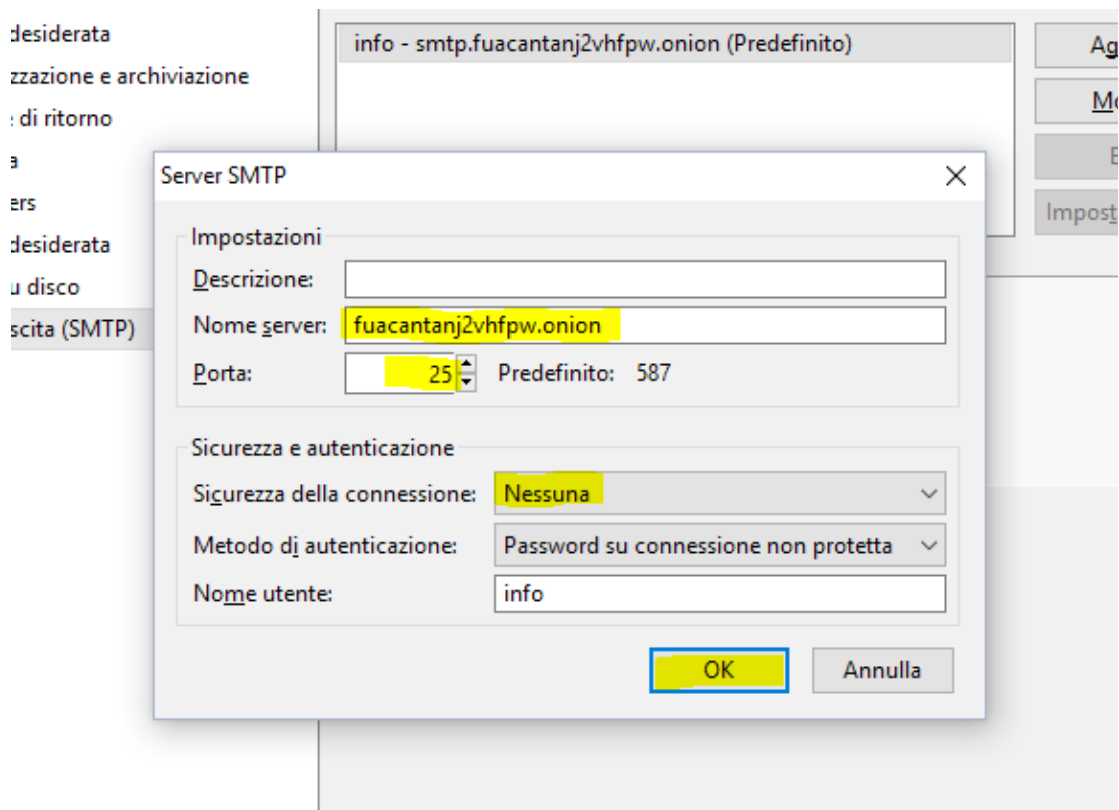 desiderata
zzazione e archiviazione
di ritorno
a
ers
desiderata
u disco
scita (SMTP)
info - smtp.fuacantanj2vhfpw.onion (Predefinito)
Ag
Mo
E
Impost
Server SMTP
Impostazioni
Descrizione:
Nome server: fuacantanj2vhfpw.onion
Porta: 25 Predefinito: 587
Sicurezza e autenticazione
Sicurezza della connessione: Nessuna
Metodo di autenticazione: Password su connessione non protetta
Nome utente: info
OK Annulla